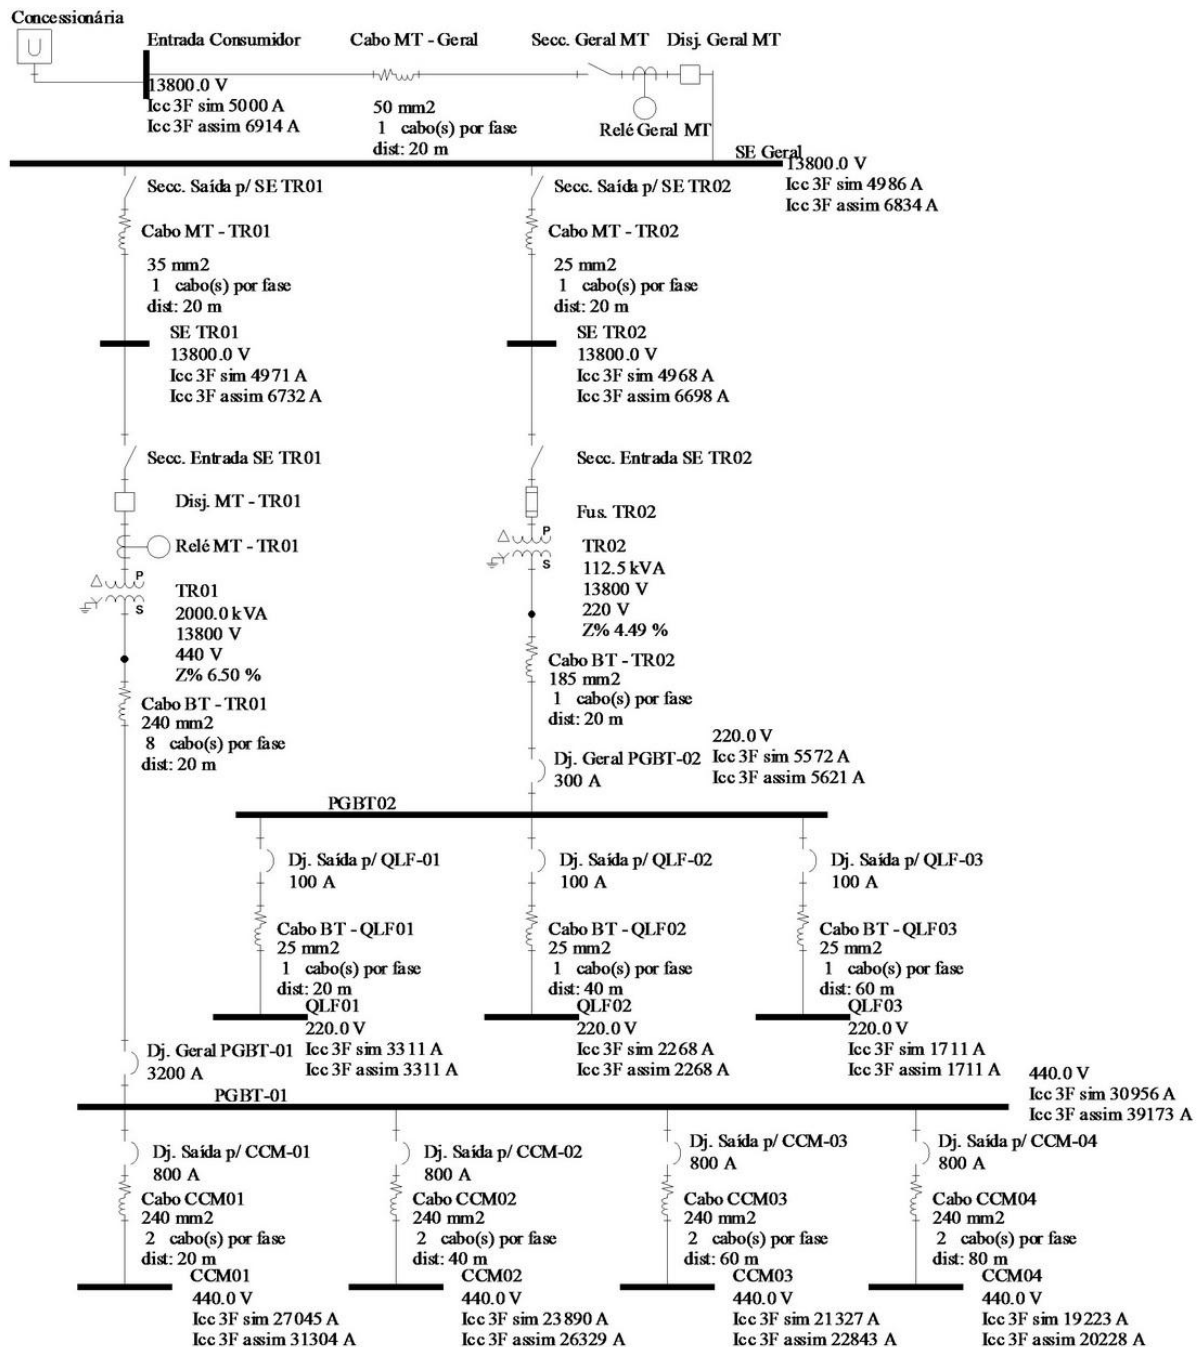 Concessionária
U
Entrada Consumidor
13800.0 V
Icc 3F sim 5000 A
Icc 3F assim 6914 A
Cabo MT - Geral
50 mm2
1 cabo(s) por fase
dist: 20 m
Secc. Geral MT
Disj. Geral MT
Relé Geral MT
SE Geral
13800.0 V
Icc 3F sim 4986 A
Icc 3F assim 6834 A
Secc. Saída p/ SE TR01
Cabo MT - TR01
35 mm2
1 cabo(s) por fase
dist: 20 m
SE TR01
13800.0 V
Icc 3F sim 4971 A
Icc 3F assim 6732 A
Secc. Entrada SE TR01
Disj. MT - TR01
Relé MT - TR01
P
S
TR01
2000.0 kVA
13800 V
440 V
Z% 6.50 %
Cabo BT - TR01
240 mm2
8 cabo(s) por fase
dist: 20 m
Secc. Saída p/ SE TR02
Cabo MT - TR02
25 mm2
1 cabo(s) por fase
dist: 20 m
SE TR02
13800.0 V
Icc 3F sim 4968 A
Icc 3F assim 6698 A
Secc. Entrada SE TR02
Fus. TR02
P
S
TR02
112.5 kVA
13800 V
220 V
Z% 4.49 %
Cabo BT - TR02
185 mm2
1 cabo(s) por fase
dist: 20 m
Dj. Geral PGBT-02
300 A
220.0 V
Icc 3F sim 5572 A
Icc 3F assim 5621 A
PGBT02
Dj. Saída p/ QLF-01
100 A
Cabo BT - QLF01
25 mm2
1 cabo(s) por fase
dist: 20 m
QLF01
220.0 V
Icc 3F sim 3311 A
Icc 3F assim 3311 A
Dj. Saída p/ QLF-02
100 A
Cabo BT - QLF02
25 mm2
1 cabo(s) por fase
dist: 40 m
QLF02
220.0 V
Icc 3F sim 2268 A
Icc 3F assim 2268 A
Dj. Saída p/ QLF-03
100 A
Cabo BT - QLF03
25 mm2
1 cabo(s) por fase
dist: 60 m
QLF03
220.0 V
Icc 3F sim 1711 A
Icc 3F assim 1711 A
Dj. Geral PGBT-01
3200 A
PGBT-01
440.0 V
Icc 3F sim 30956 A
Icc 3F assim 39173 A
Dj. Saída p/ CCM-01
800 A
Cabo CCM01
240 mm2
2 cabo(s) por fase
dist: 20 m
CCM01
440.0 V
Icc 3F sim 27045 A
Icc 3F assim 31304 A
Dj. Saída p/ CCM-02
800 A
Cabo CCM02
240 mm2
2 cabo(s) por fase
dist: 40 m
CCM02
440.0 V
Icc 3F sim 23890 A
Icc 3F assim 26329 A
Dj. Saída p/ CCM-03
800 A
Cabo CCM03
240 mm2
2 cabo(s) por fase
dist: 60 m
CCM03
440.0 V
Icc 3F sim 21327 A
Icc 3F assim 22843 A
Dj. Saída p/ CCM-04
800 A
Cabo CCM04
240 mm2
2 cabo(s) por fase
dist: 80 m
CCM04
440.0 V
Icc 3F sim 19223 A
Icc 3F assim 20228 A